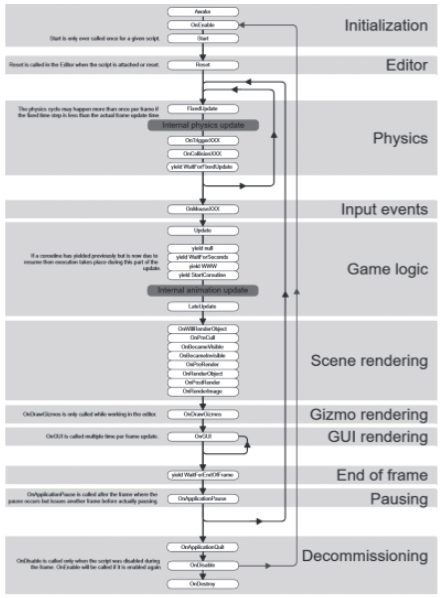 Awake
OnEnable
Initialization
Start is only ever called once for a given script.
Start
Reset is called in the Editor when the script is attached or reset.
Reset
Editor
The physics cycle may happen more than once per frame if
the fixed time step is less than the actual frame update time
FixedUpdate
Internal physics update
OnTriggerXXX
Physics
OnCollisionXXX
yield WaitForFixedUpdate
OnMouseXXX
Input events
Update
If a coroutine has yielded previously but is now due to
resume then execution takes place during this part of the
update.
yield null
yield WaitForSeconds
yield WWW
yield StartCoroutine
Game logic
Internal animation update
LateUpdate
OnWillRenderObject
OnPreCull
OnBecameVisible
OnBecameInvisible
OnPreRender
OnRenderObject
OnPostRender
OnRenderImage
Scene rendering
OnDrawGizmos is only called while working in the editor.
OnDrawGizmos
Gizmo rendering
OnGUI is called multiple time per frame update.
OnGUI
GUI rendering
yield WaitForEndOfFrame
End of frame
OnApplicationPause is called after the frame where the
pause occurs but issues another frame before actually pausing.
OnApplicationPause
Pausing
OnApplicationQuit
OnDisable is called only when the script was disabled during
the frame. OnEnable will be called if it is enabled again.
OnDisable
Decommissioning
OnDestroy